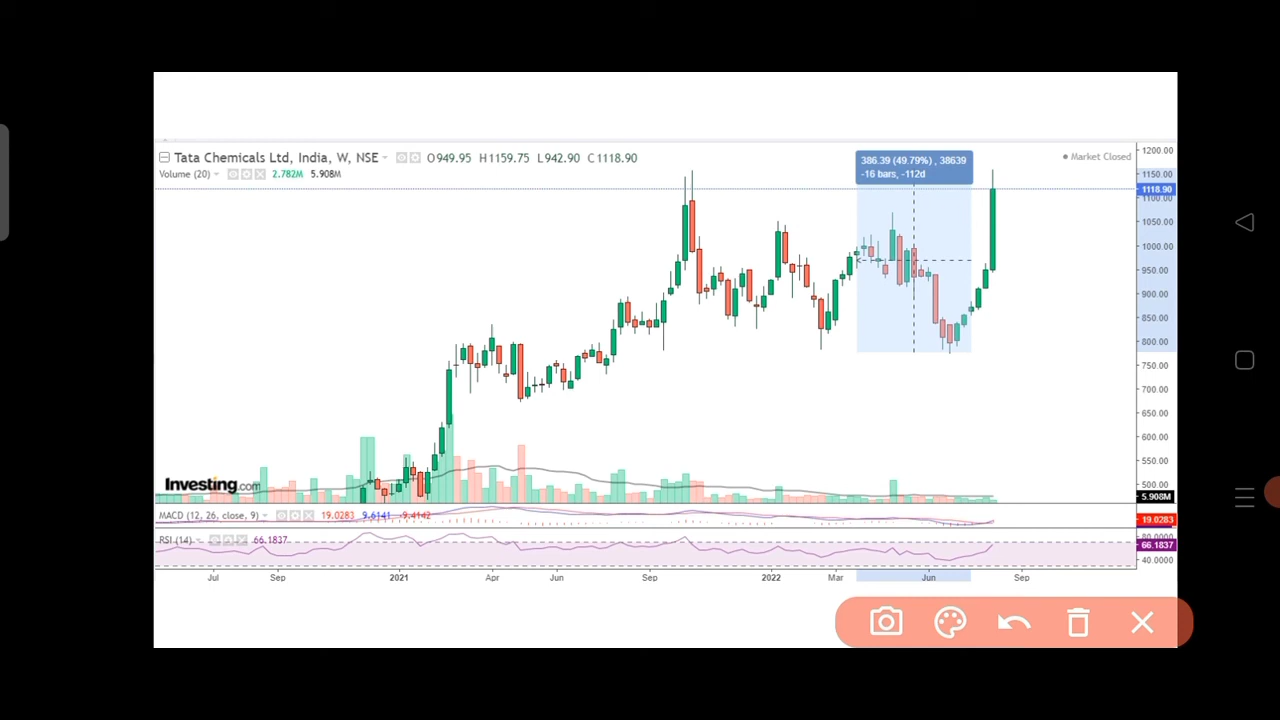 Tata Chemicals Ltd, India, W, NSE O949.95 H1159.75 L942.90 C1118.90
Volume (20) 2.782M 5.908M
386.39 (49.79%) , 38639
-16 bars, -112d
Market Closed
1200.00
1150.00
1118.90
1100.00
1050.00
1000.00
950.00
900.00
850.00
800.00
750.00
700.00
650.00
600.00
550.00
500.00
5.908M
Investing.com
MACD (12, 26, close, 9) 19.0283 9.6141 -9.4142
19.0283
RSI (14) 66.1837
80.0000
66.1837
40.0000
Jul Sep 2021 Apr Jun Sep 2022 Mar Jun Sep